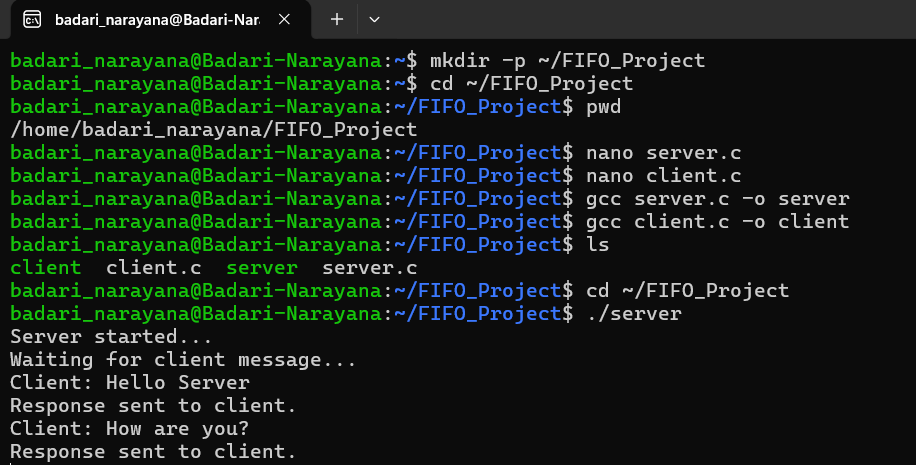 badari_narayana@Badari-Nar
badari_narayana@Badari-Narayana:~$ mkdir -p ~/FIFO_Project
badari_narayana@Badari-Narayana:~$ cd ~/FIFO_Project
badari_narayana@Badari-Narayana:~/FIFO_Project$ pwd
/home/badari_narayana/FIFO_Project
badari_narayana@Badari-Narayana:~/FIFO_Project$ nano server.c
badari_narayana@Badari-Narayana:~/FIFO_Project$ nano client.c
badari_narayana@Badari-Narayana:~/FIFO_Project$ gcc server.c -o server
badari_narayana@Badari-Narayana:~/FIFO_Project$ gcc client.c -o client
badari_narayana@Badari-Narayana:~/FIFO_Project$ ls
client  client.c  server  server.c
badari_narayana@Badari-Narayana:~/FIFO_Project$ cd ~/FIFO_Project
badari_narayana@Badari-Narayana:~/FIFO_Project$ ./server
Server started...
Waiting for client message...
Client: Hello Server
Response sent to client.
Client: How are you?
Response sent to client.